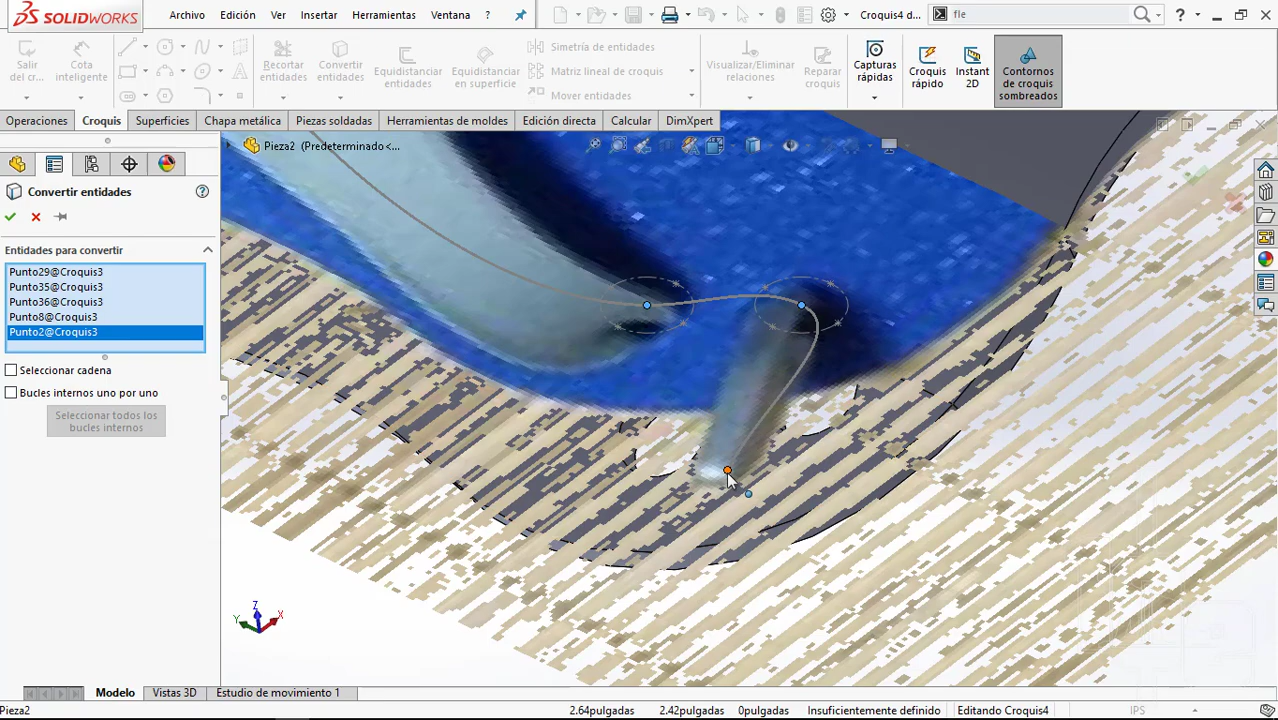 SOLIDWORKS
Archivo
Edición
Ver
Insertar
Herramientas
Ventana
?
Croquis4 d...
fle
?
Salir
del cr...
Cota
inteligente
Recortar
entidades
Convertir
entidades
Equidistanciar
entidades
Equidistanciar
en superficie
Simetría de entidades
Matriz lineal de croquis
Mover entidades
Visualizar/Eliminar
relaciones
Reparar
croquis
Capturas
rápidas
Croquis
rápido
Instant
2D
Contornos
de croquis
sombreados
Operaciones
Croquis
Superficies
Chapa metálica
Piezas soldadas
Herramientas de moldes
Edición directa
Calcular
DimXpert
Pieza2 (Predeterminado<...
Convertir entidades
Entidades para convertir
Punto29@Croquis3
Punto35@Croquis3
Punto36@Croquis3
Punto8@Croquis3
Punto2@Croquis3
Seleccionar cadena
Bucles internos uno por uno
Seleccionar todos los
bucles internos
Z
Y
X
Modelo
Vistas 3D
Estudio de movimiento 1
Pieza2
2.64pulgadas
2.42pulgadas
0pulgadas
Insuficientemente definido
Editando Croquis4
IPS